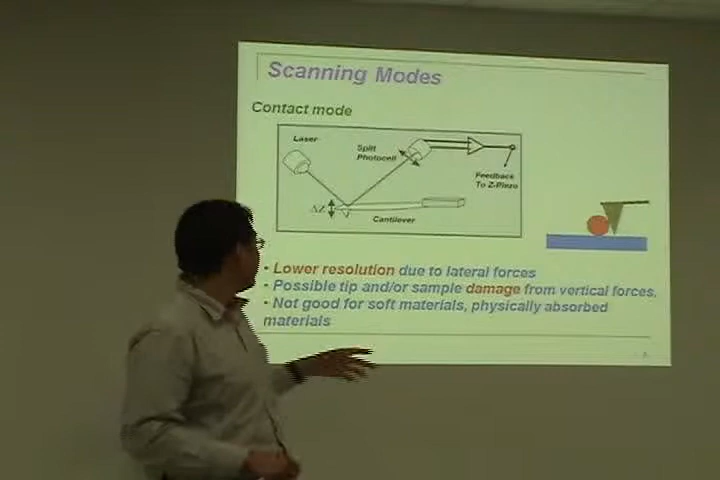 Scanning Modes
Contact mode
Laser
Split
Photocell
Feedback
To Z-Piezo
ΔZ
Cantilever
- Lower resolution due to lateral forces
- Possible tip and/or sample damage from vertical forces.
- Not good for soft materials, physically absorbed
materials